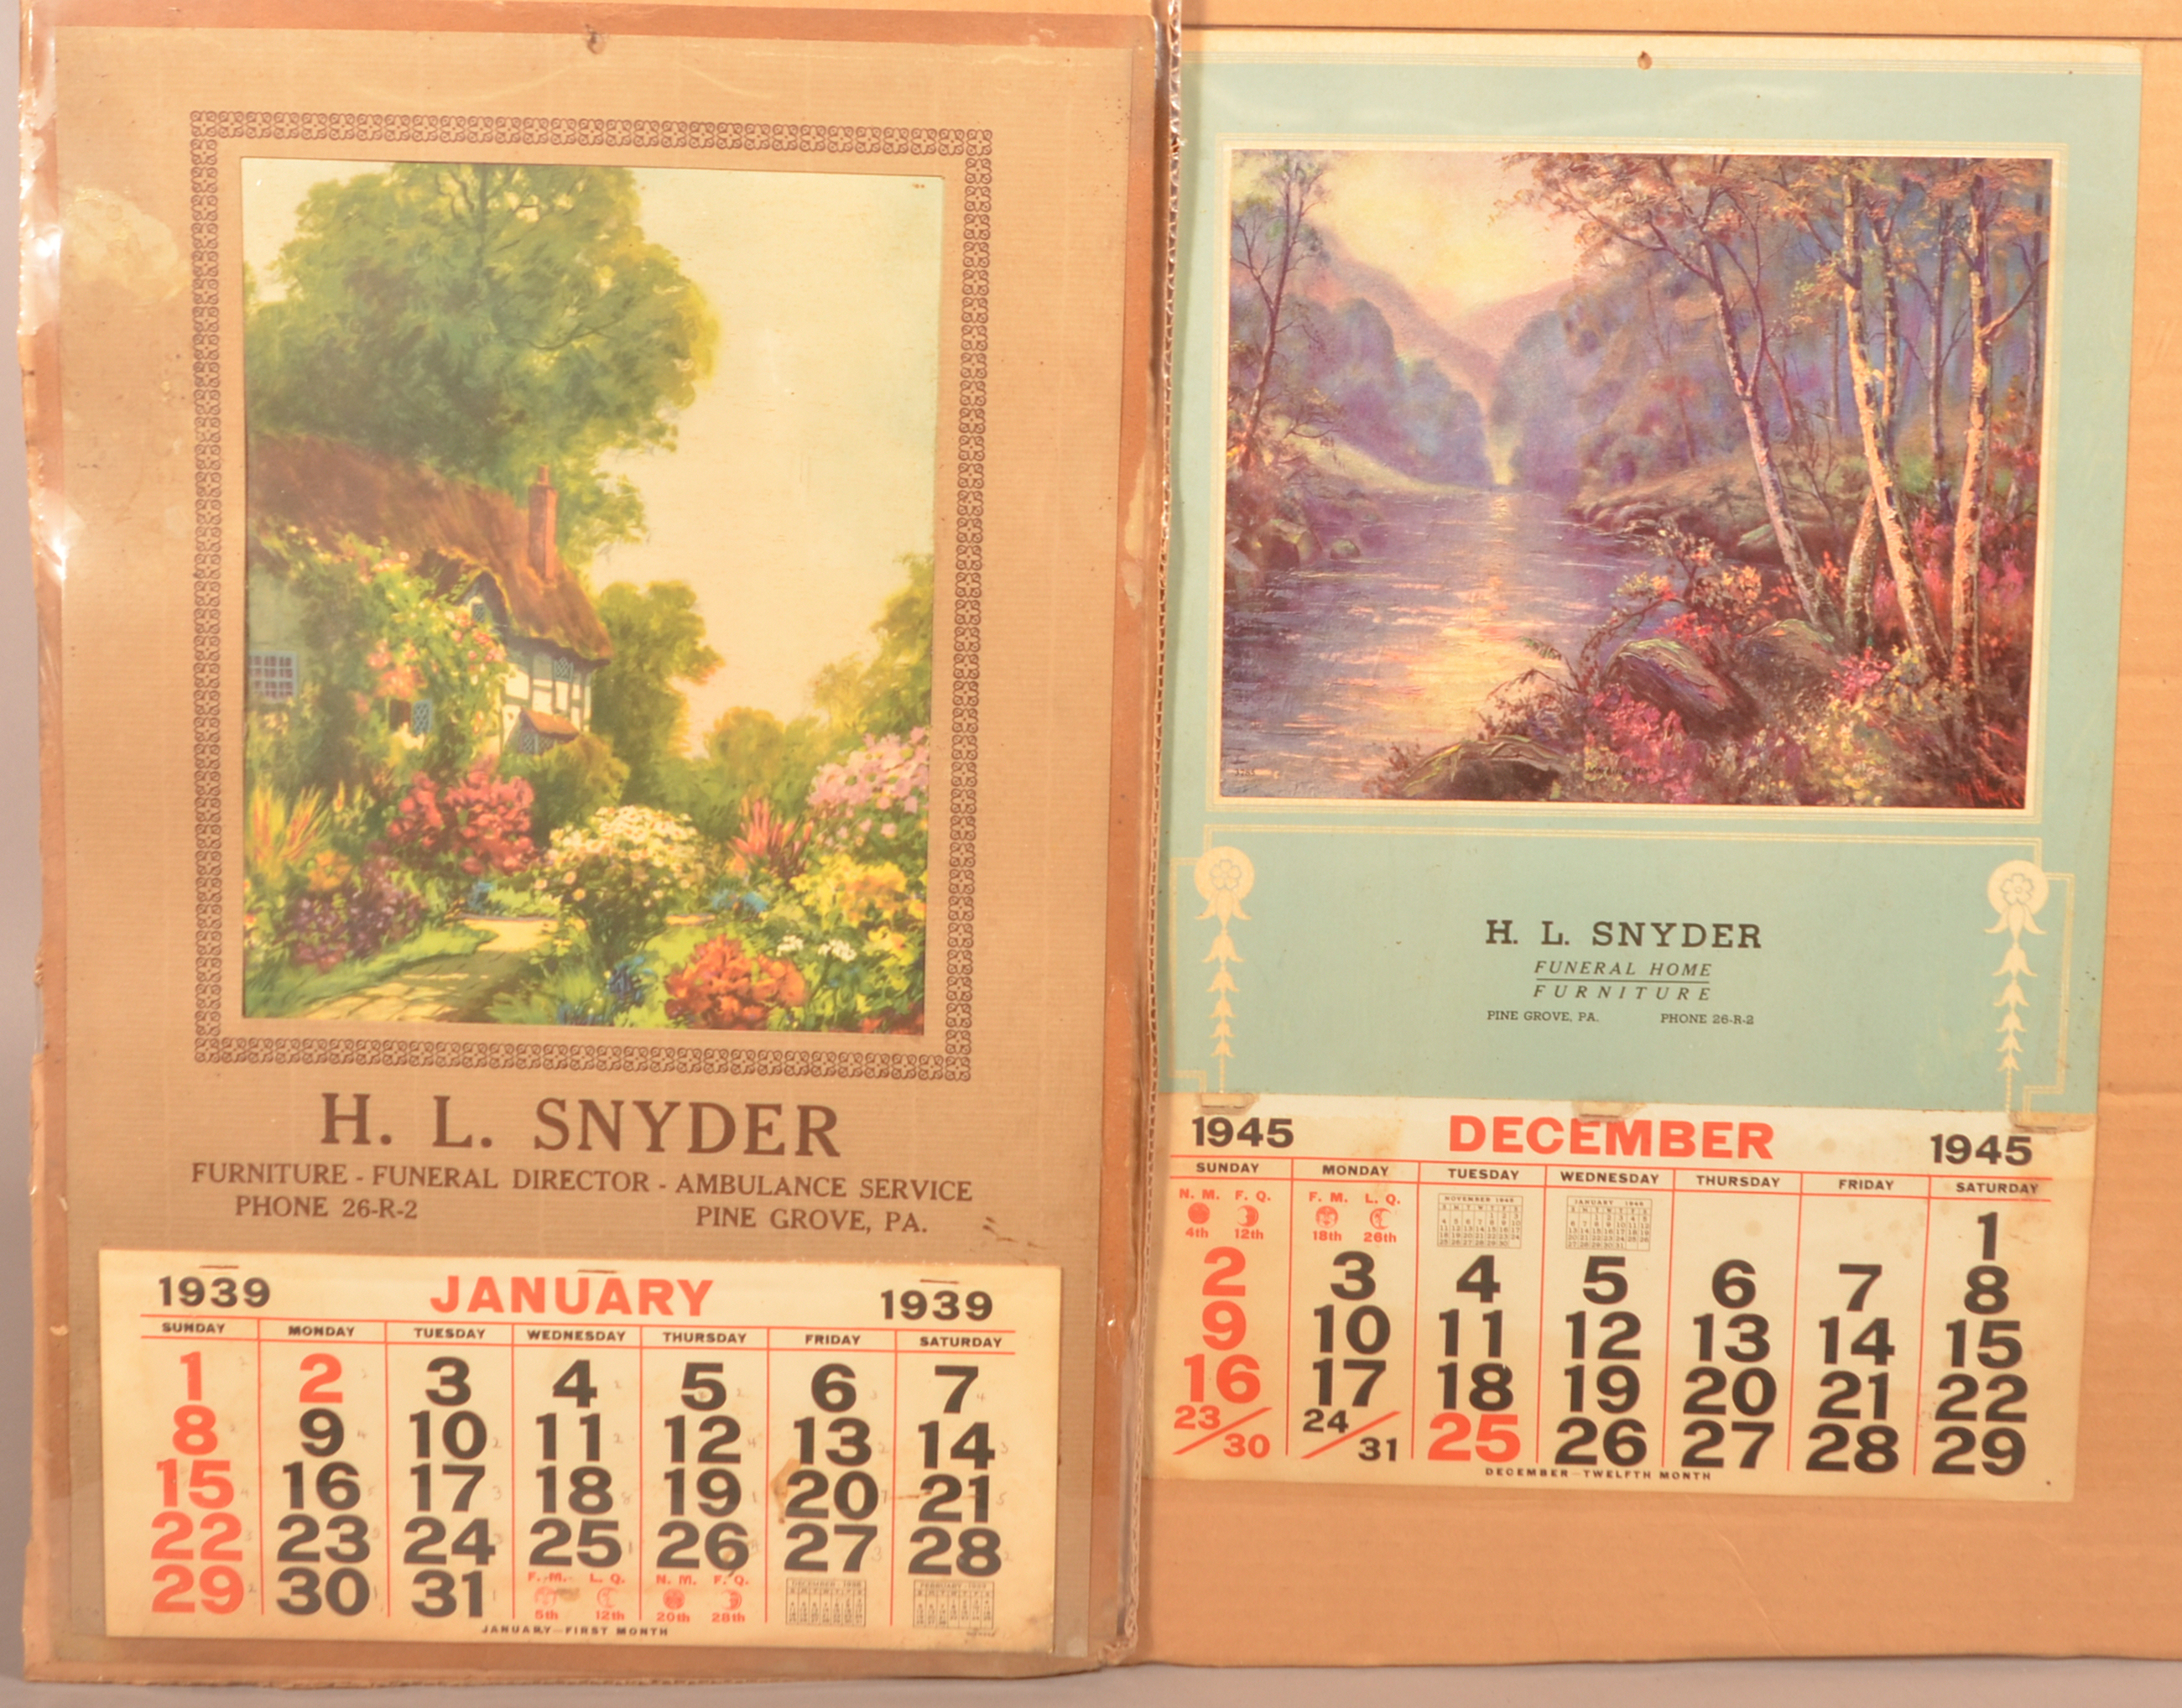 H. L. SNYDER
FURNITURE - FUNERAL DIRECTOR - AMBULANCE SERVICE
PHONE 26-R-2 PINE GROVE, PA.
1939 JANUARY 1939
SUNDAY MONDAY TUESDAY WEDNESDAY THURSDAY FRIDAY SATURDAY
1 2 3 4 5 6 7
8 9 10 11 12 13 14
15 16 17 18 19 20 21
22 23 24 25 26 27 28
29 30 31
F. M. L. Q. N. M. F. Q.
5th 12th 20th 28th
JANUARY—FIRST MONTH
H. L. SNYDER
FUNERAL HOME
FURNITURE
PINE GROVE, PA. PHONE 26-R-2
1945 DECEMBER 1945
SUNDAY MONDAY TUESDAY WEDNESDAY THURSDAY FRIDAY SATURDAY
N. M. F. Q. F. M. L. Q. NOVEMBER 1945 JANUARY 1946
4th 12th 18th 26th
1
2 3 4 5 6 7 8
9 10 11 12 13 14 15
16 17 18 19 20 21 22
23/30 24/31 25 26 27 28 29
DECEMBER—TWELFTH MONTH